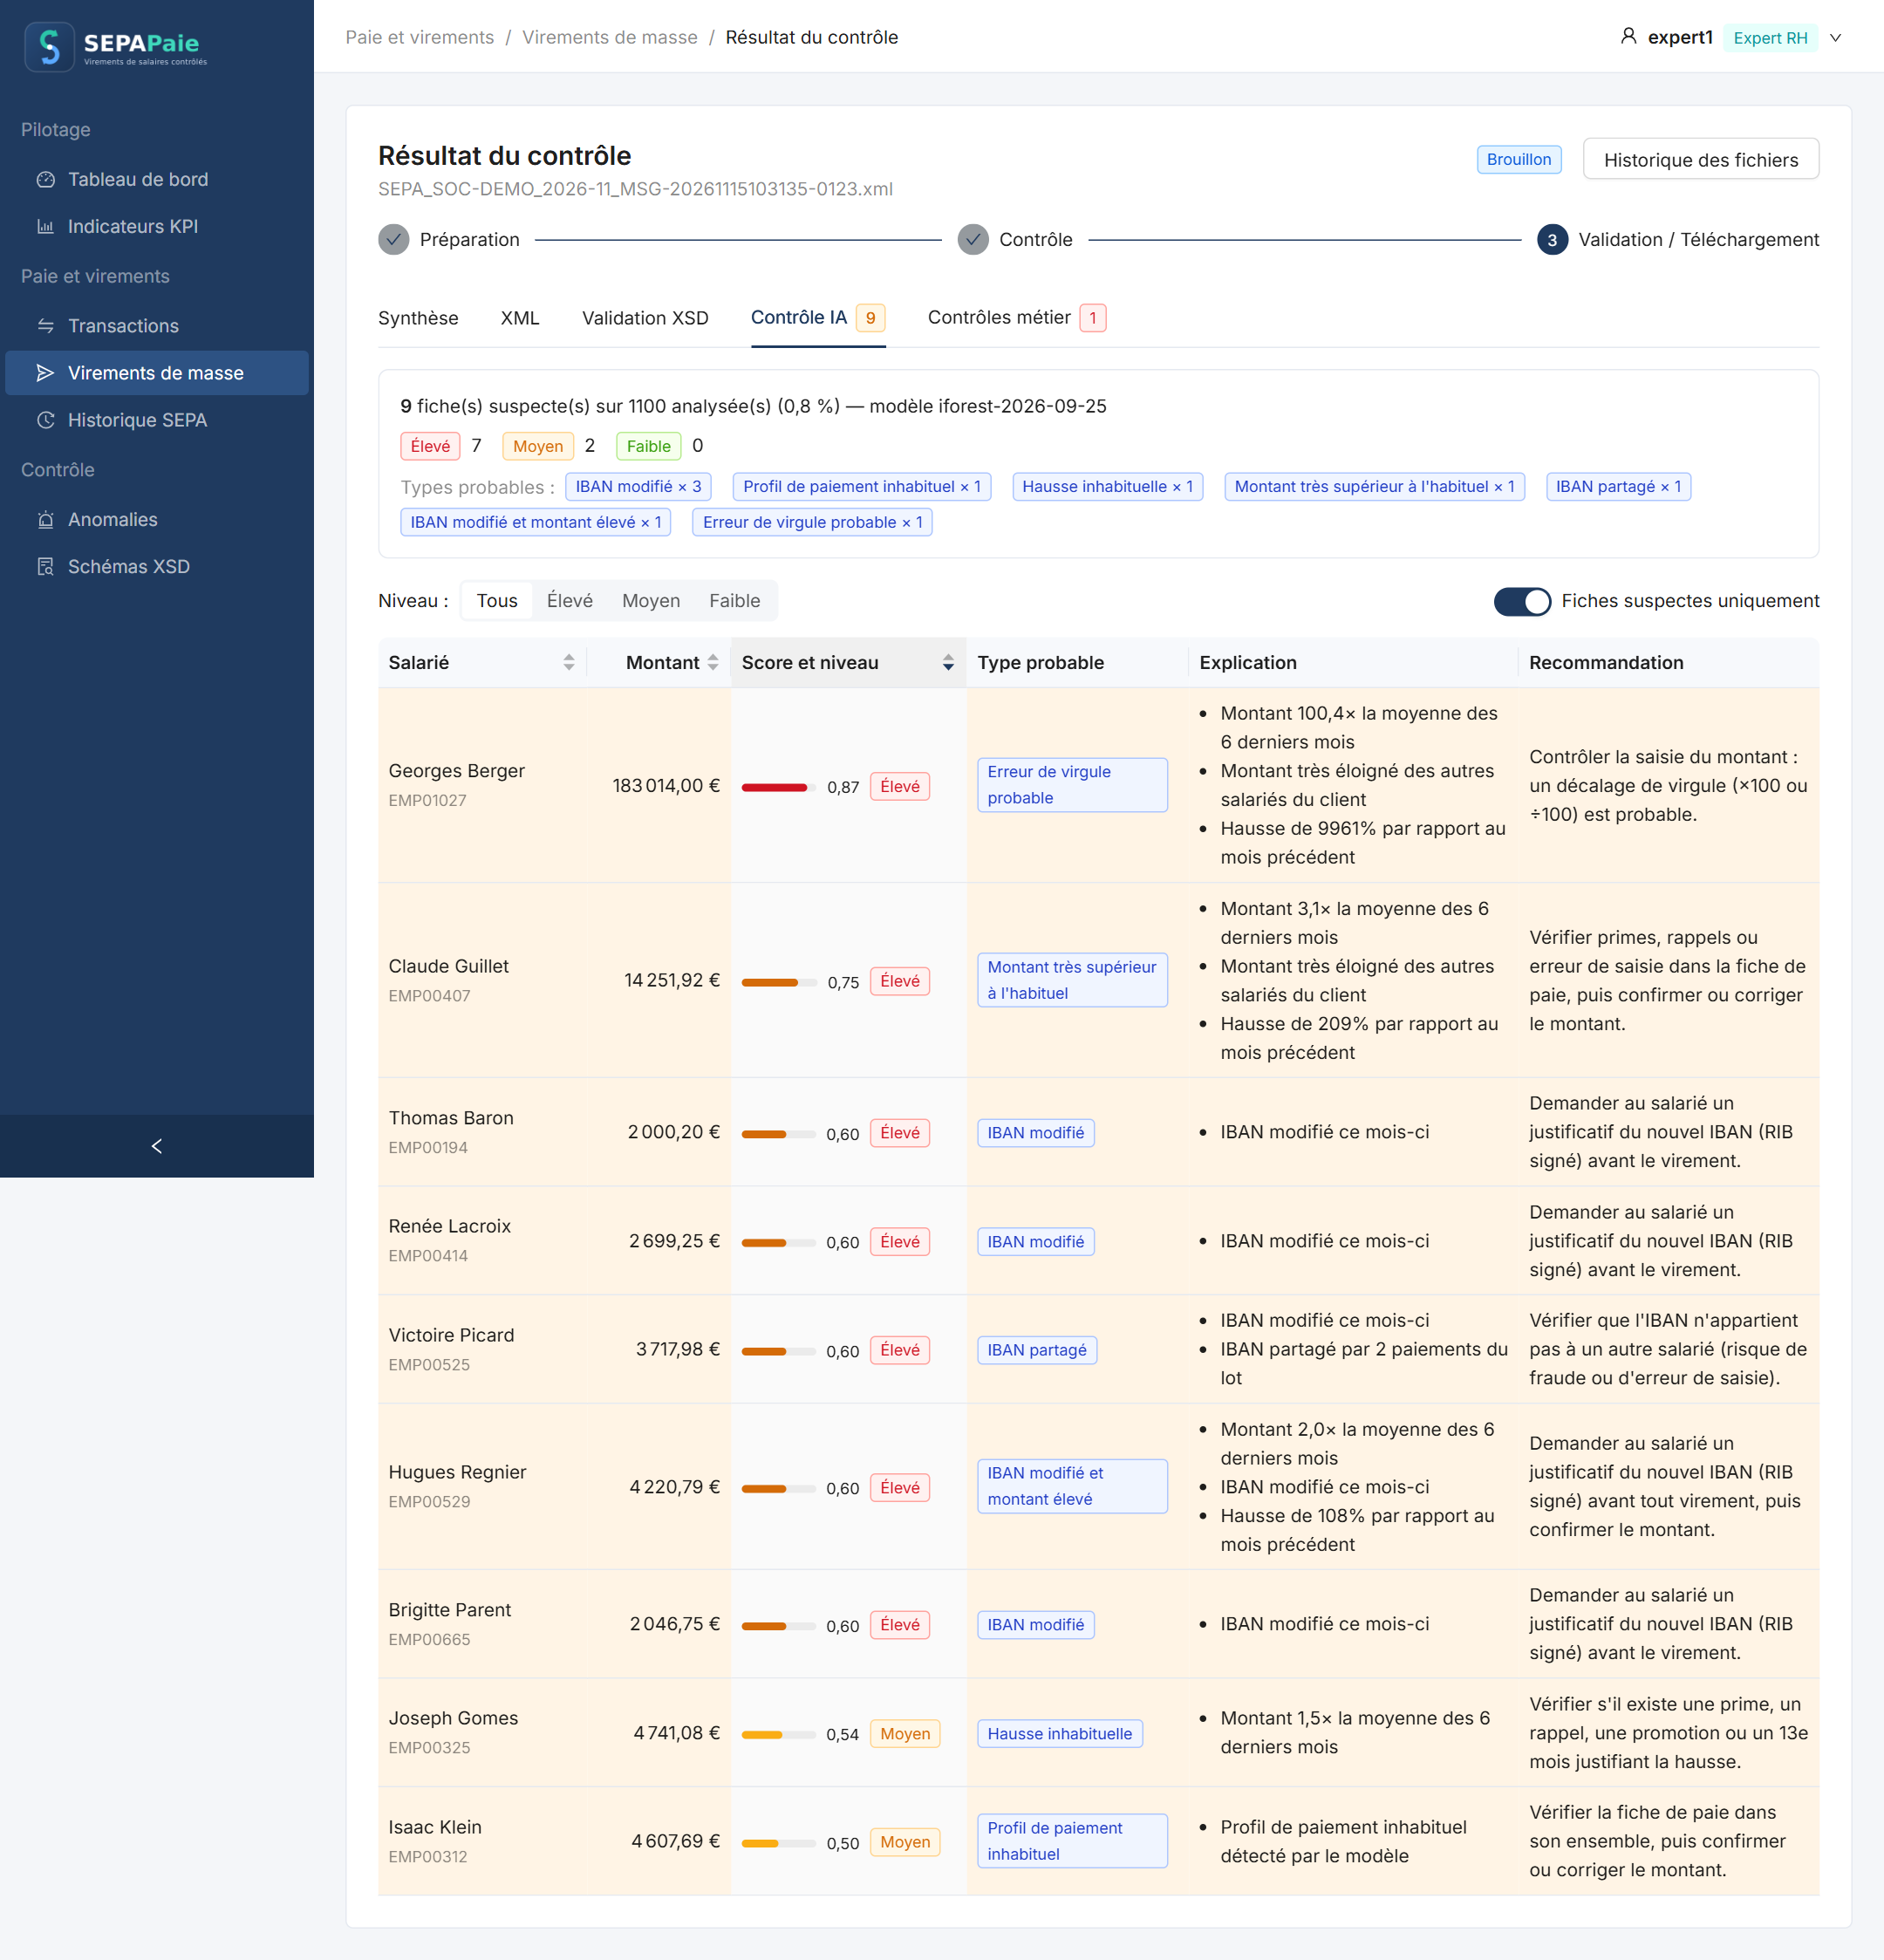 SEPAPaie
Virements de salaires contrôlés
Pilotage
Tableau de bord
Indicateurs KPI
Paie et virements
Transactions
Virements de masse
Historique SEPA
Contrôle
Anomalies
Schémas XSD
Paie et virements / Virements de masse / Résultat du contrôle
expert1 Expert RH
Résultat du contrôle
Brouillon
Historique des fichiers
SEPA_SOC-DEMO_2026-11_MSG-20261115103135-0123.xml
Préparation
Contrôle
3 Validation / Téléchargement
Synthèse
XML
Validation XSD
Contrôle IA 9
Contrôles métier 1
9 fiche(s) suspecte(s) sur 1100 analysée(s) (0,8 %) — modèle iforest-2026-09-25
Élevé 7 Moyen 2 Faible 0
Types probables : IBAN modifié × 3 Profil de paiement inhabituel × 1 Hausse inhabituelle × 1 Montant très supérieur à l'habituel × 1 IBAN partagé × 1
IBAN modifié et montant élevé × 1 Erreur de virgule probable × 1
Niveau : Tous Élevé Moyen Faible
Fiches suspectes uniquement
Salarié Montant Score et niveau Type probable Explication Recommandation
Georges Berger
EMP01027
183 014,00 €
0,87 Élevé
Erreur de virgule
probable
Montant 100,4× la moyenne des
6 derniers mois
Montant très éloigné des autres
salariés du client
Hausse de 9961% par rapport au
mois précédent
Contrôler la saisie du montant :
un décalage de virgule (×100 ou
÷100) est probable.
Claude Guillet
EMP00407
14 251,92 €
0,75 Élevé
Montant très supérieur
à l'habituel
Montant 3,1× la moyenne des 6
derniers mois
Montant très éloigné des autres
salariés du client
Hausse de 209% par rapport au
mois précédent
Vérifier primes, rappels ou
erreur de saisie dans la fiche de
paie, puis confirmer ou corriger
le montant.
Thomas Baron
EMP00194
2 000,20 €
0,60 Élevé
IBAN modifié
IBAN modifié ce mois-ci
Demander au salarié un
justificatif du nouvel IBAN (RIB
signé) avant le virement.
Renée Lacroix
EMP00414
2 699,25 €
0,60 Élevé
IBAN modifié
IBAN modifié ce mois-ci
Demander au salarié un
justificatif du nouvel IBAN (RIB
signé) avant le virement.
Victoire Picard
EMP00525
3 717,98 €
0,60 Élevé
IBAN partagé
IBAN modifié ce mois-ci
IBAN partagé par 2 paiements du
lot
Vérifier que l'IBAN n'appartient
pas à un autre salarié (risque de
fraude ou d'erreur de saisie).
Hugues Regnier
EMP00529
4 220,79 €
0,60 Élevé
IBAN modifié et
montant élevé
Montant 2,0× la moyenne des 6
derniers mois
IBAN modifié ce mois-ci
Hausse de 108% par rapport au
mois précédent
Demander au salarié un
justificatif du nouvel IBAN (RIB
signé) avant tout virement, puis
confirmer le montant.
Brigitte Parent
EMP00665
2 046,75 €
0,60 Élevé
IBAN modifié
IBAN modifié ce mois-ci
Demander au salarié un
justificatif du nouvel IBAN (RIB
signé) avant le virement.
Joseph Gomes
EMP00325
4 741,08 €
0,54 Moyen
Hausse inhabituelle
Montant 1,5× la moyenne des 6
derniers mois
Vérifier s'il existe une prime, un
rappel, une promotion ou un 13e
mois justifiant la hausse.
Isaac Klein
EMP00312
4 607,69 €
0,50 Moyen
Profil de paiement
inhabituel
Profil de paiement inhabituel
détecté par le modèle
Vérifier la fiche de paie dans
son ensemble, puis confirmer
ou corriger le montant.